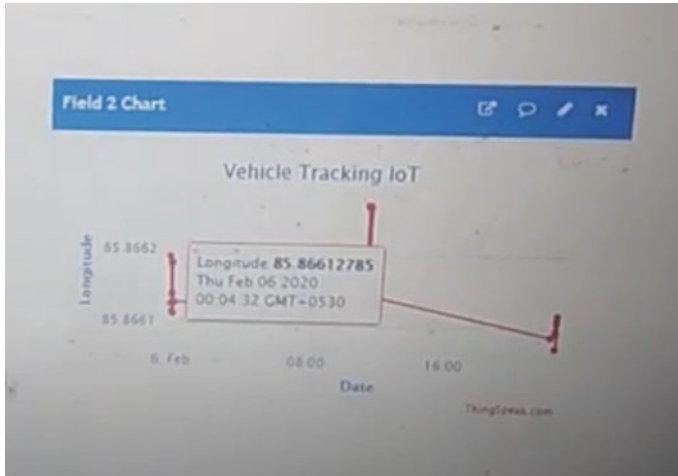 Field 2 Chart
Vehicle Tracking IoT
Longitude
85.8662
85.8661
Longitude 85.86612785
Thu Feb 06 2020
00:04:32 GMT+0530
6. Feb
08:00
16:00
Date
ThingSpeak.com